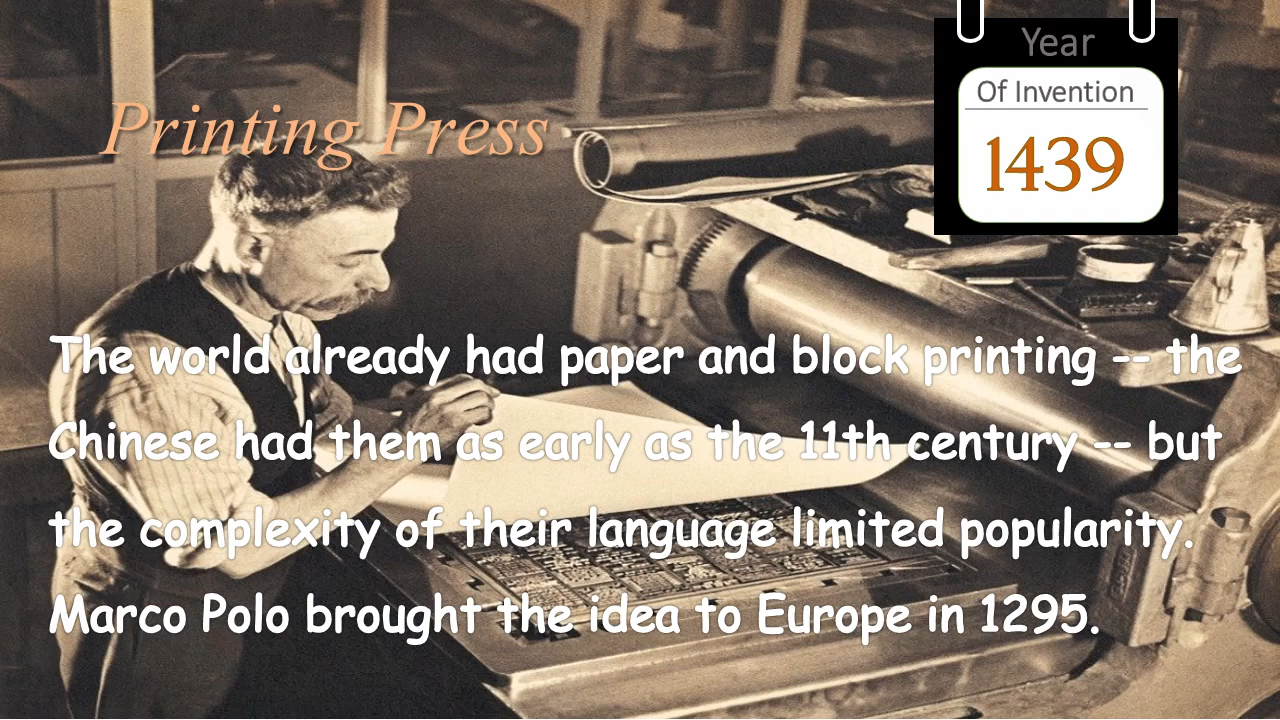 Year
Of Invention
1439
Printing Press
The world already had paper and block printing -- the
Chinese had them as early as the 11th century -- but
the complexity of their language limited popularity.
Marco Polo brought the idea to Europe in 1295.